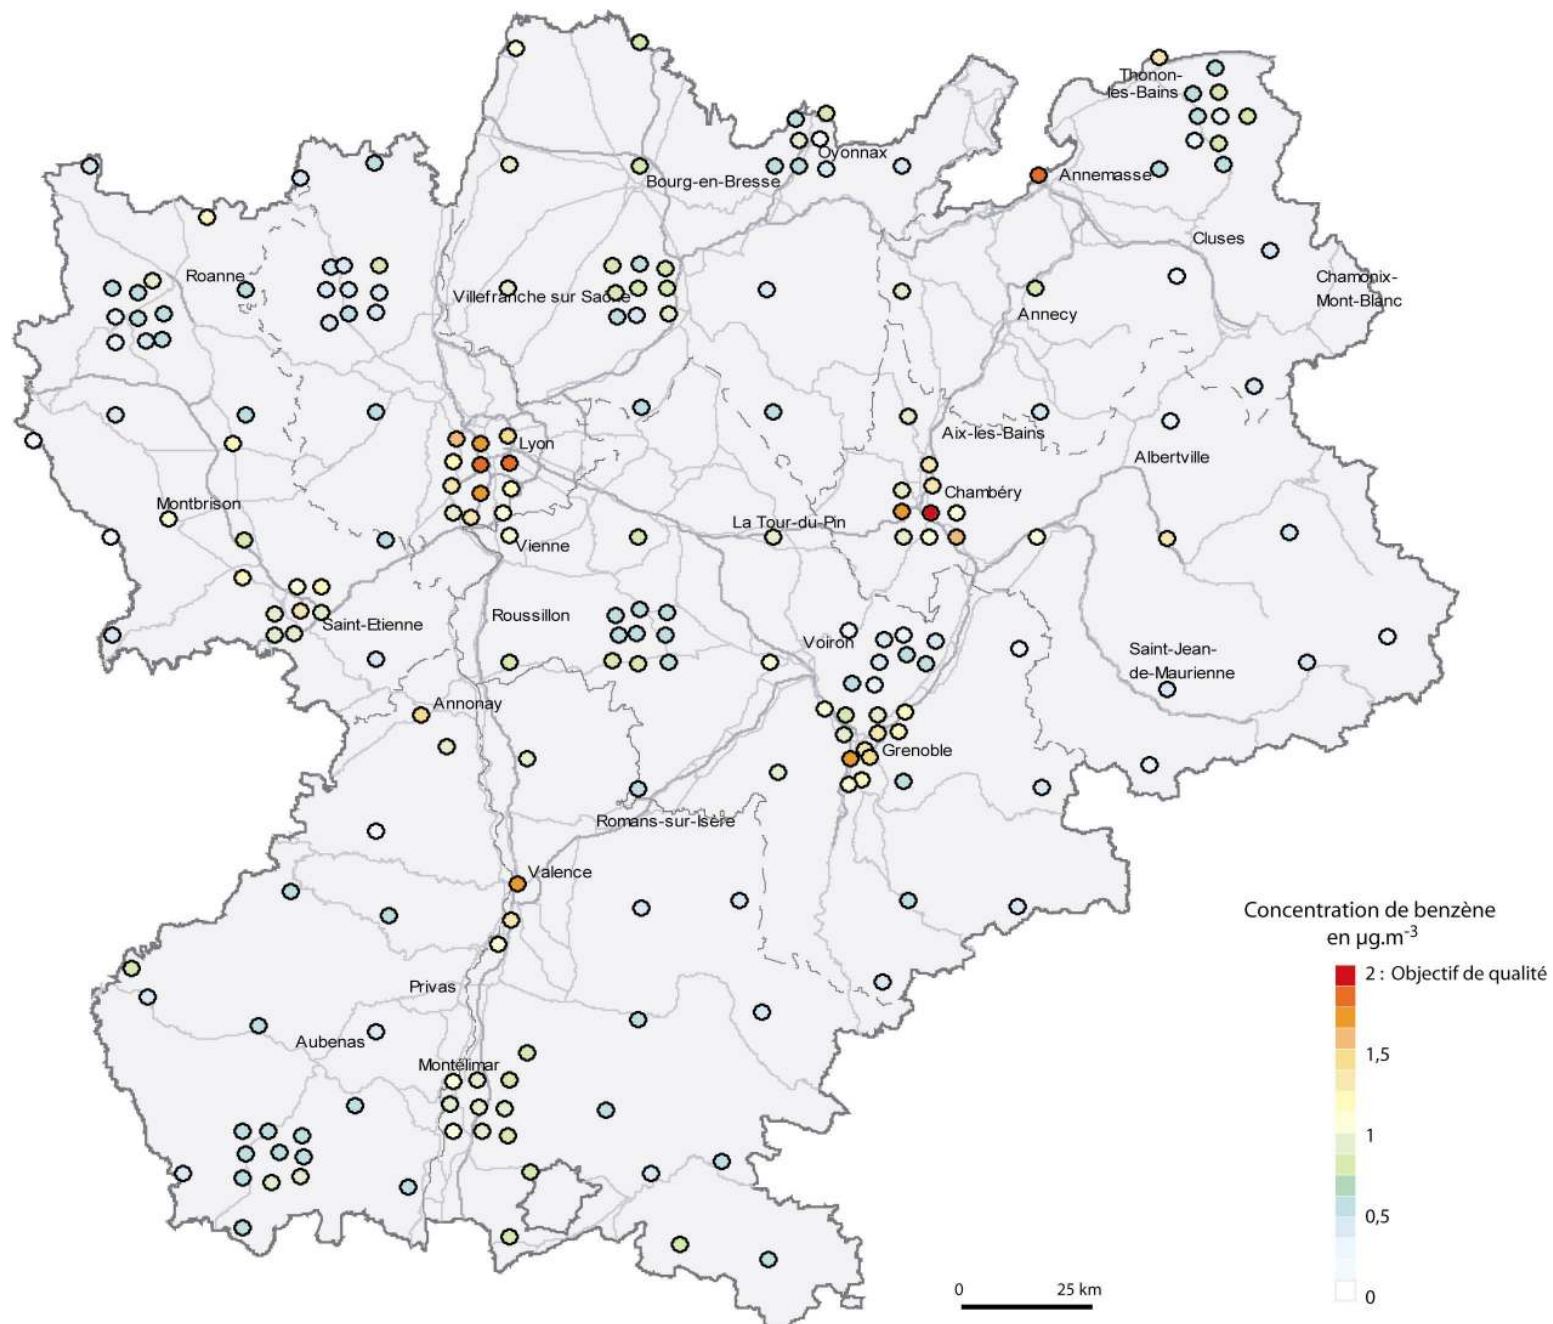 Thonon-
les-Bains
Oyonnax
Bourg-en-Bresse
Annemasse
Cluses
Roanne
Chamonix-
Mont-Blanc
Villefranche sur Saône
Annecy
Aix-les-Bains
Lyon
Albertville
Chambéry
Montbrison
La Tour-du-Pin
Vienne
Roussillon
Saint-Etienne
Voiron
Saint-Jean-
de-Maurienne
Annonay
Grenoble
Romans-sur-Isère
Valence
Privas
Aubenas
Montélimar
Concentration de benzène
en µg.m-3
2 : Objectif de qualité
1,5
1
0,5
0
0 25 km